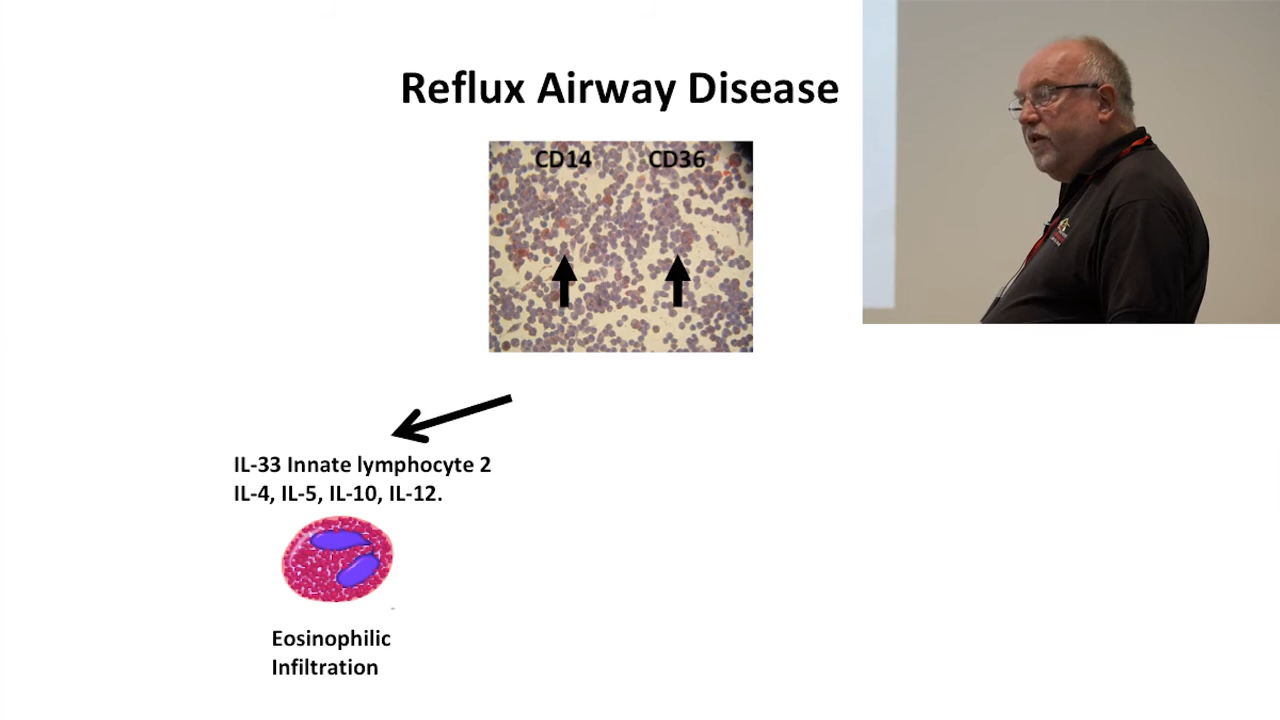 Reflux Airway Disease
CD14 CD36
IL-33 Innate lymphocyte 2
IL-4, IL-5, IL-10, IL-12.
Eosinophilic
Infiltration